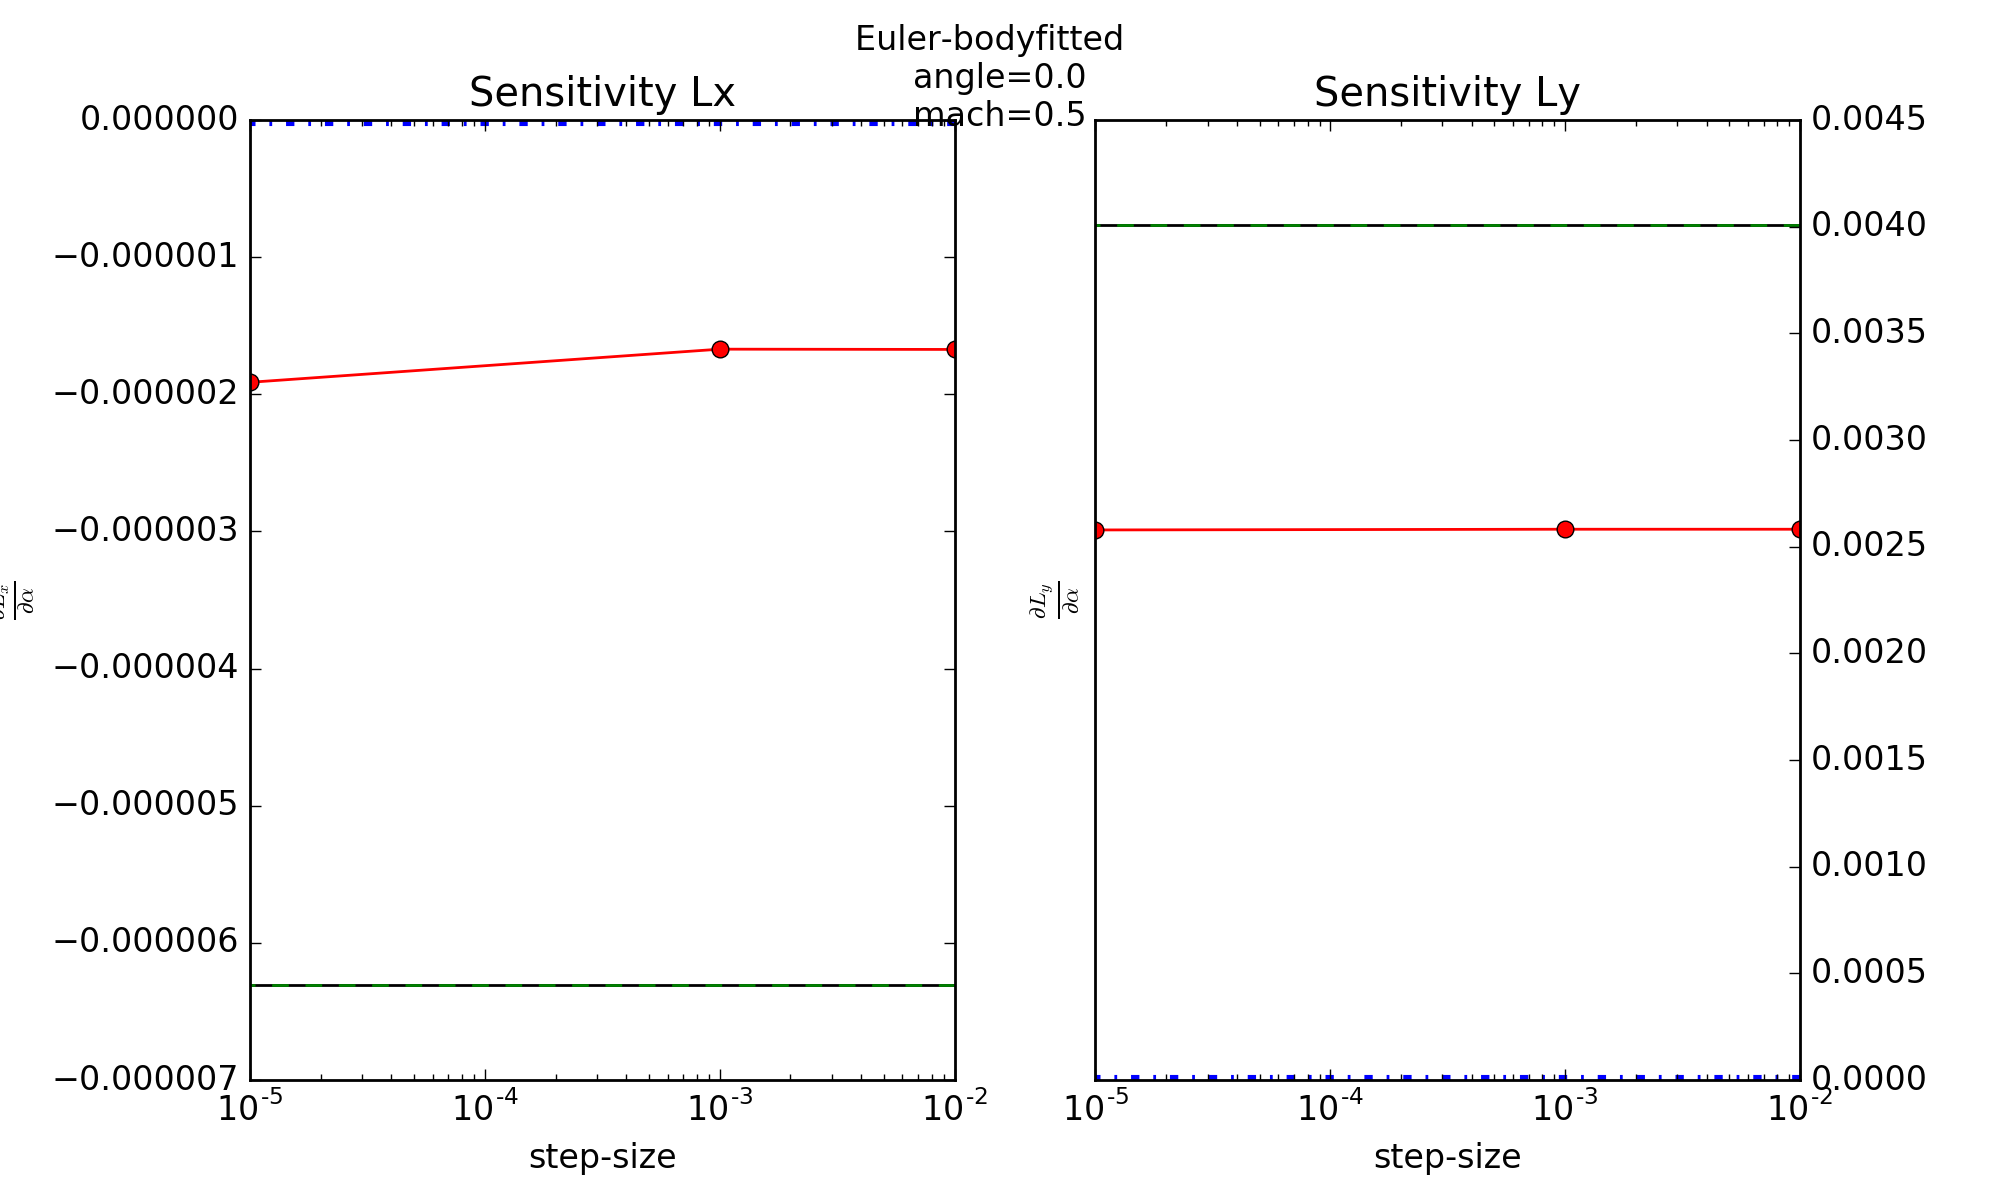 Euler-bodyfitted
angle=0.0
mach=0.5
Sensitivity Lx
0.000000
−0.000001
−0.000002
−0.000003
−0.000004
−0.000005
−0.000006
−0.000007
10^-5 10^-4 10^-3 10^-2
step-size
Sensitivity Ly
∂L_y
∂α
0.0045
0.0040
0.0035
0.0030
0.0025
0.0020
0.0015
0.0010
0.0005
0.0000
10^-5 10^-4 10^-3 10^-2
step-size
∂α